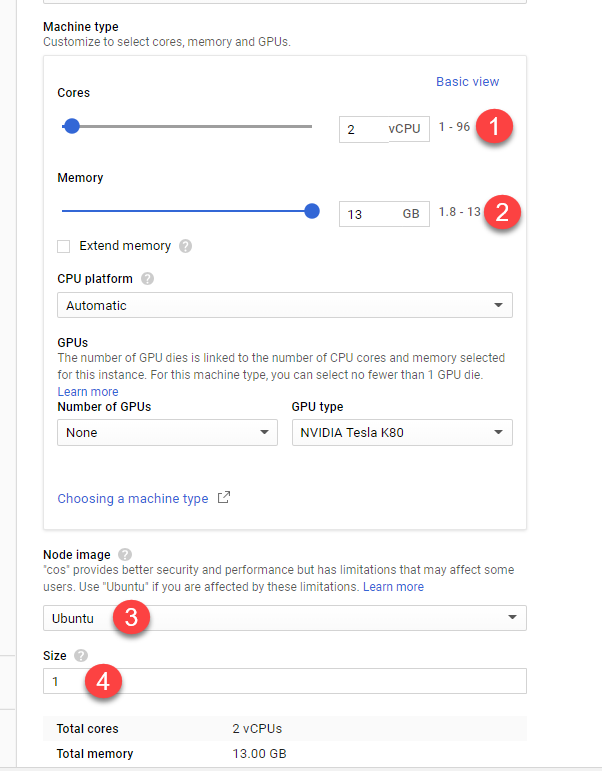 Machine type
Customize to select cores, memory and GPUs.
Basic view
Cores
2 vCPU 1 - 96 1
Memory
13 GB 1.8 - 13 2
Extend memory ?
CPU platform ?
Automatic
GPUs
The number of GPU dies is linked to the number of CPU cores and memory selected
for this instance. For this machine type, you can select no fewer than 1 GPU die.
Learn more
Number of GPUs GPU type
None NVIDIA Tesla K80
Choosing a machine type
Node image ?
"cos" provides better security and performance but has limitations that may affect some
users. Use "Ubuntu" if you are affected by these limitations. Learn more
Ubuntu 3
Size ?
1 4
Total cores 2 vCPUs
Total memory 13.00 GB